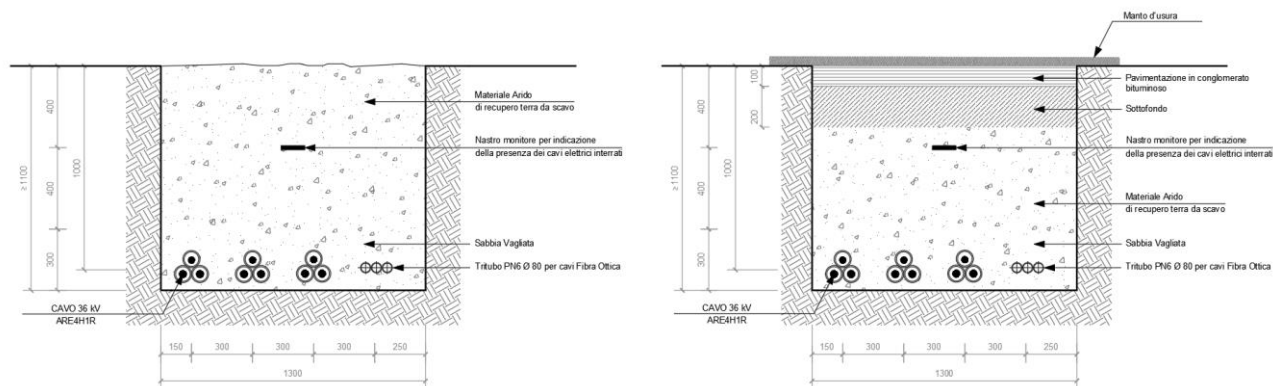 Materiale Arido
di recupero terra da scavo
Nastro monitore per indicazione
della presenza dei cavi elettrici interrati
Sabbia Vagliata
Tritubo PN6 Ø 80 per cavi Fibra Ottica
CAVO 36 kV
ARE4H1R
≥1100
400
400
300
1000
150
300
300
300
250
1300
Manto d'usura
Pavimentazione in conglomerato
bituminoso
Sottofondo
Nastro monitore per indicazione
della presenza dei cavi elettrici interrati
Materiale Arido
di recupero terra da scavo
Sabbia Vagliata
Tritubo PN6 Ø 80 per cavi Fibra Ottica
CAVO 36 kV
ARE4H1R
≥1100
400
400
300
1000
100
200
150
300
300
300
250
1300